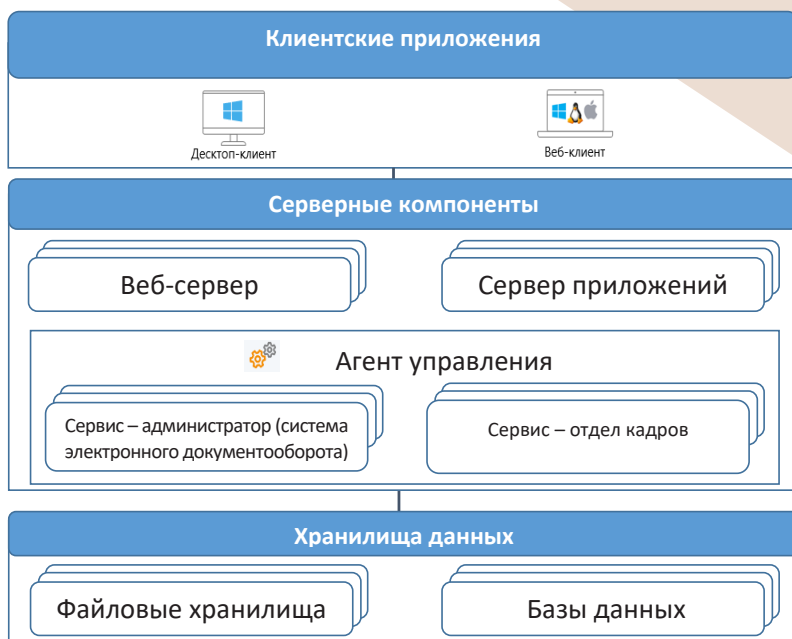 Клиентские приложения
Десктоп-клиент
Веб-клиент
Серверные компоненты
Веб-сервер
Сервер приложений
Агент управления
Сервис – администратор (система
электронного документооборота)
Сервис – отдел кадров
Хранилища данных
Файловые хранилища
Базы данных